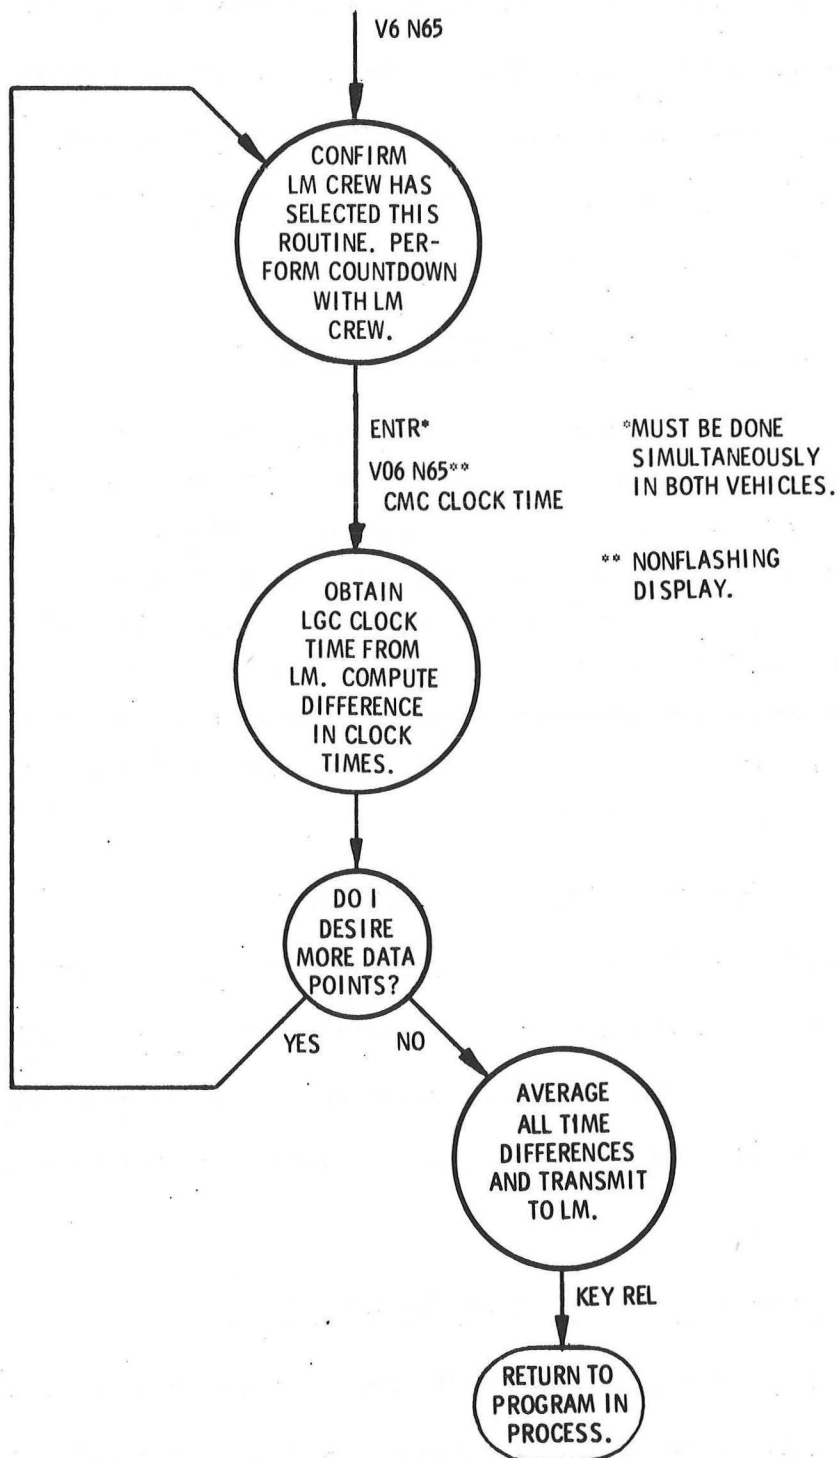 V6 N65
CONFIRM
LM CREW HAS
SELECTED THIS
ROUTINE. PER-
FORM COUNTDOWN
WITH LM
CREW.
ENTR*
V06 N65**
CMC CLOCK TIME
*MUST BE DONE
SIMULTANEOUSLY
IN BOTH VEHICLES.
** NONFLASHING
DISPLAY.
OBTAIN
LGC CLOCK
TIME FROM
LM. COMPUTE
DIFFERENCE
IN CLOCK
TIMES.
DO I
DESIRE
MORE DATA
POINTS?
YES
NO
AVERAGE
ALL TIME
DIFFERENCES
AND TRANSMIT
TO LM.
KEY REL
RETURN TO
PROGRAM IN
PROCESS.